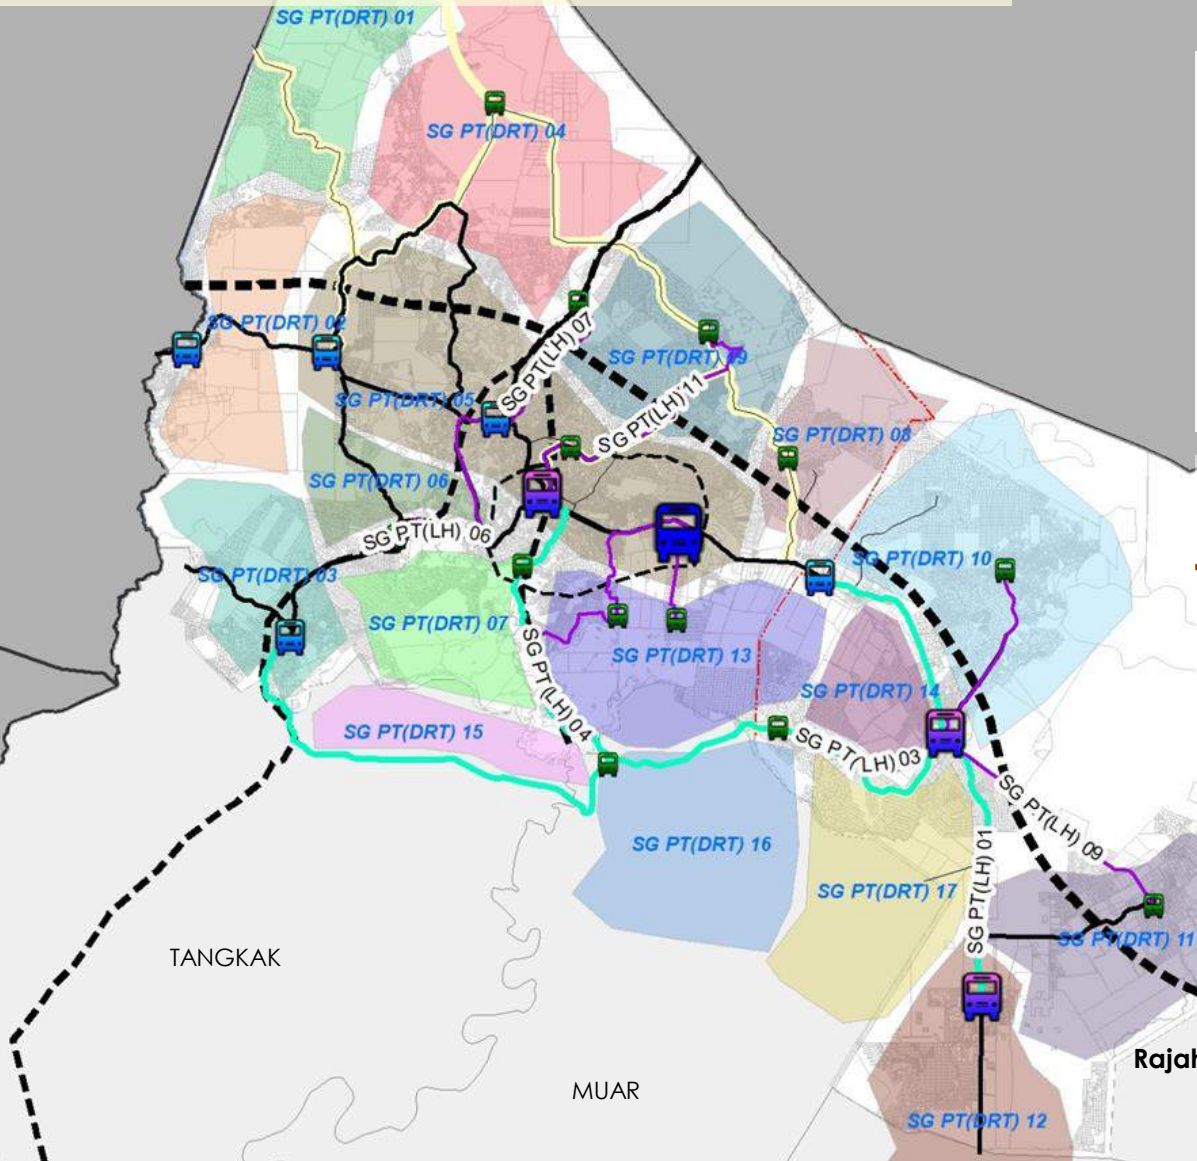 SG PT(DRT) 01
SG PT(DRT) 04
SG PT(DRT) 02
SG PT(LH) 07
SG PT(DRT) 09
SG PT(LH) 11
SG PT(DRT) 05
SG PT(DRT) 08
SG PT(DRT) 06
SG PT(LH) 06
SG PT(DRT) 03
SG PT(DRT) 10
SG PT(DRT) 07
SG PT(DRT) 13
SG PT(LH) 04
SG PT(DRT) 14
SG PT(DRT) 15
SG PT(LH) 03
SG PT(LH) 09
SG PT(DRT) 16
SG PT(LH) 01
SG PT(DRT) 17
SG PT(DRT) 11
TANGKAK
Rajah
MUAR
SG PT(DRT) 12